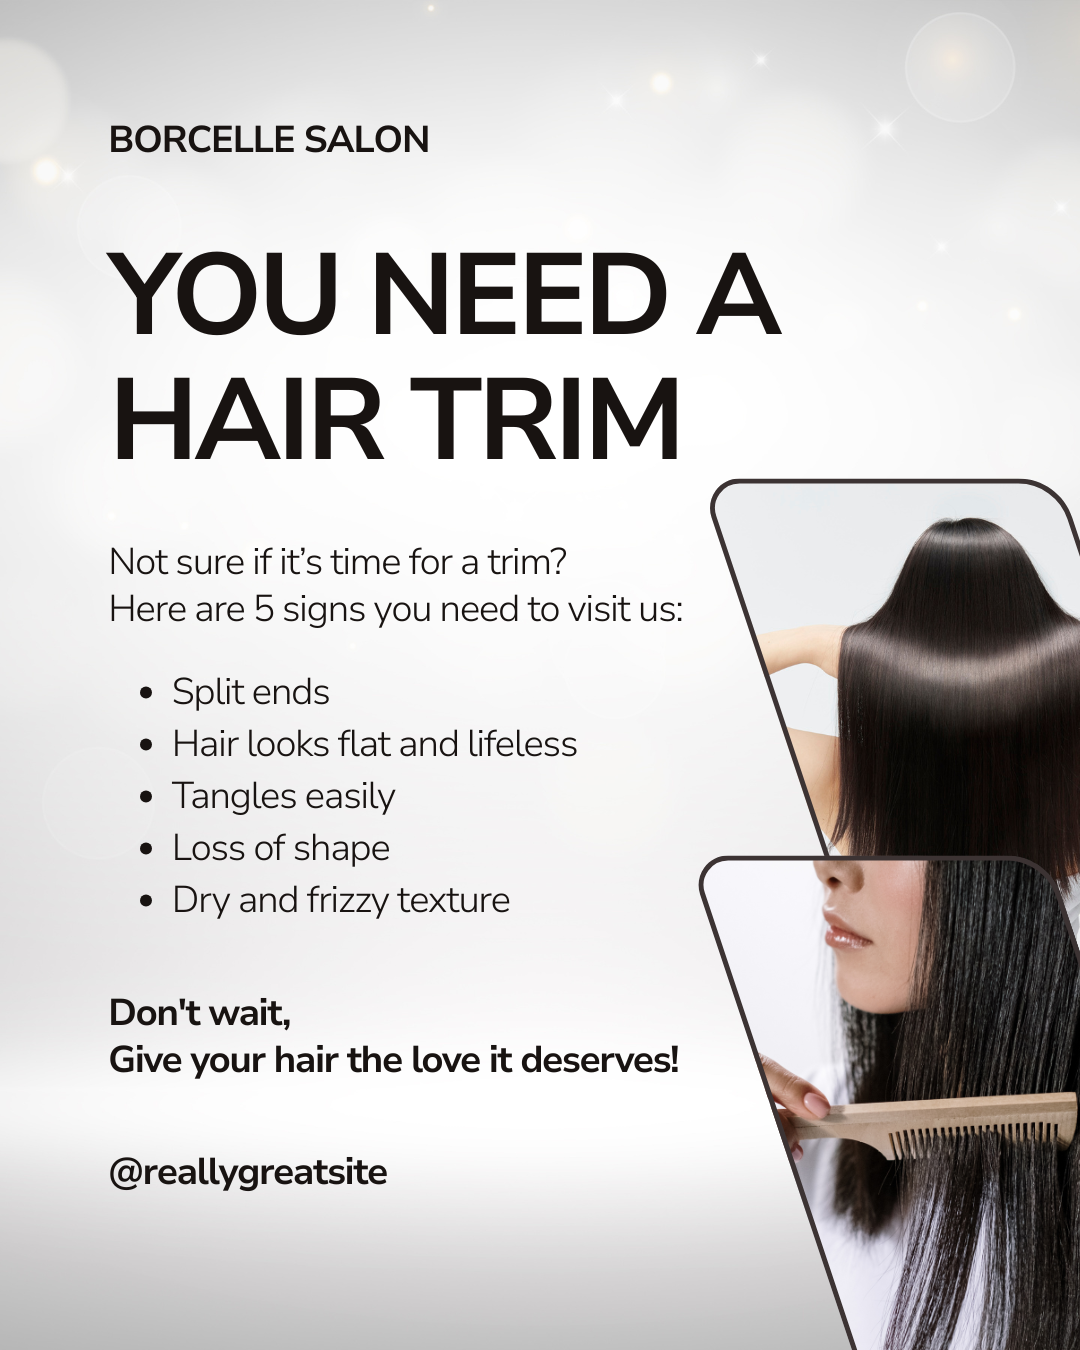 BORCELLE SALON
YOU NEED A
HAIR TRIM
Not sure if it’s time for a trim?
Here are 5 signs you need to visit us:
• Split ends
• Hair looks flat and lifeless
• Tangles easily
• Loss of shape
• Dry and frizzy texture
Don't wait,
Give your hair the love it deserves!
@reallygreatsite